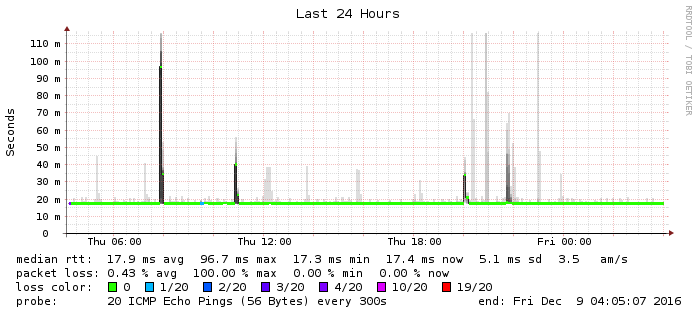 Last 24 Hours
RRDTOOL / TOBI OETIKER
Seconds
110 m
100 m
90 m
80 m
70 m
60 m
50 m
40 m
30 m
20 m
10 m
0
Thu 06:00 Thu 12:00 Thu 18:00 Fri 00:00
median rtt: 17.9 ms avg 96.7 ms max 17.3 ms min 17.4 ms now 5.1 ms sd 3.5 am/s
packet loss: 0.43 % avg 100.00 % max 0.00 % min 0.00 % now
loss color: 0 1/20 2/20 3/20 4/20 10/20 19/20
probe: 20 ICMP Echo Pings (56 Bytes) every 300s end: Fri Dec 9 04:05:07 2016